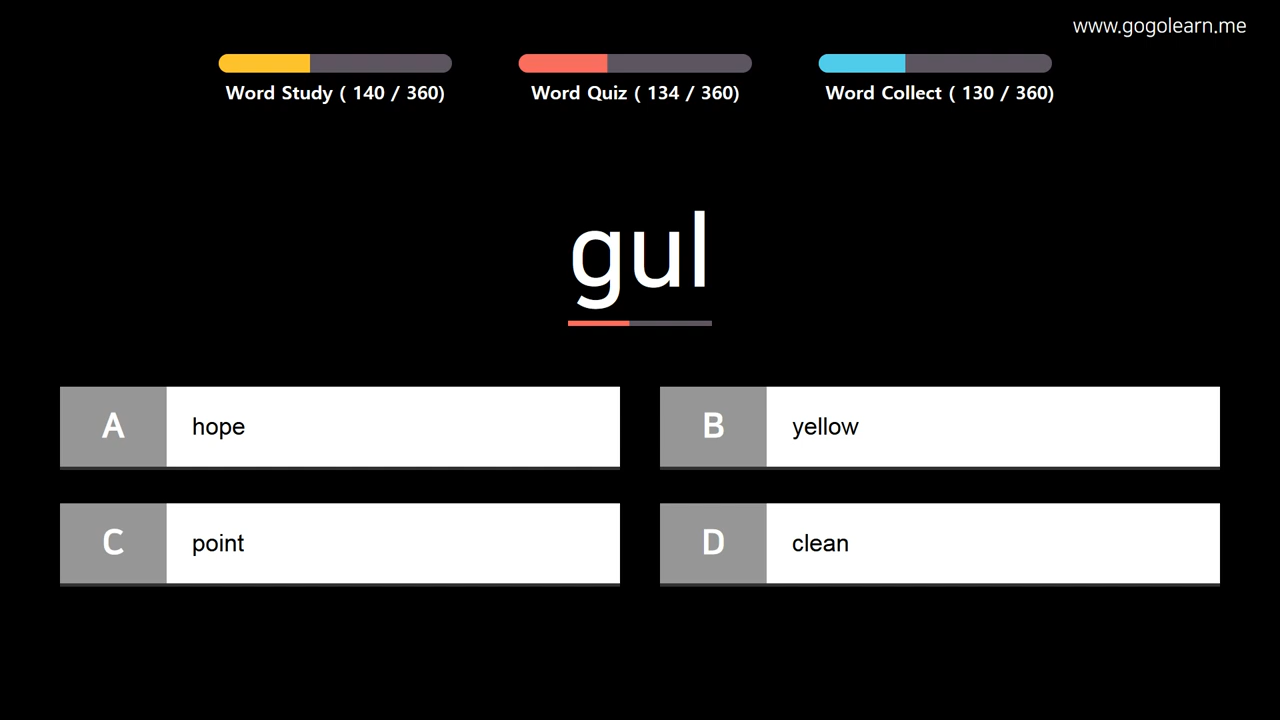 www.gogolearn.me
Word Study ( 140 / 360)
Word Quiz ( 134 / 360)
Word Collect ( 130 / 360)
gul
A hope
B yellow
C point
D clean